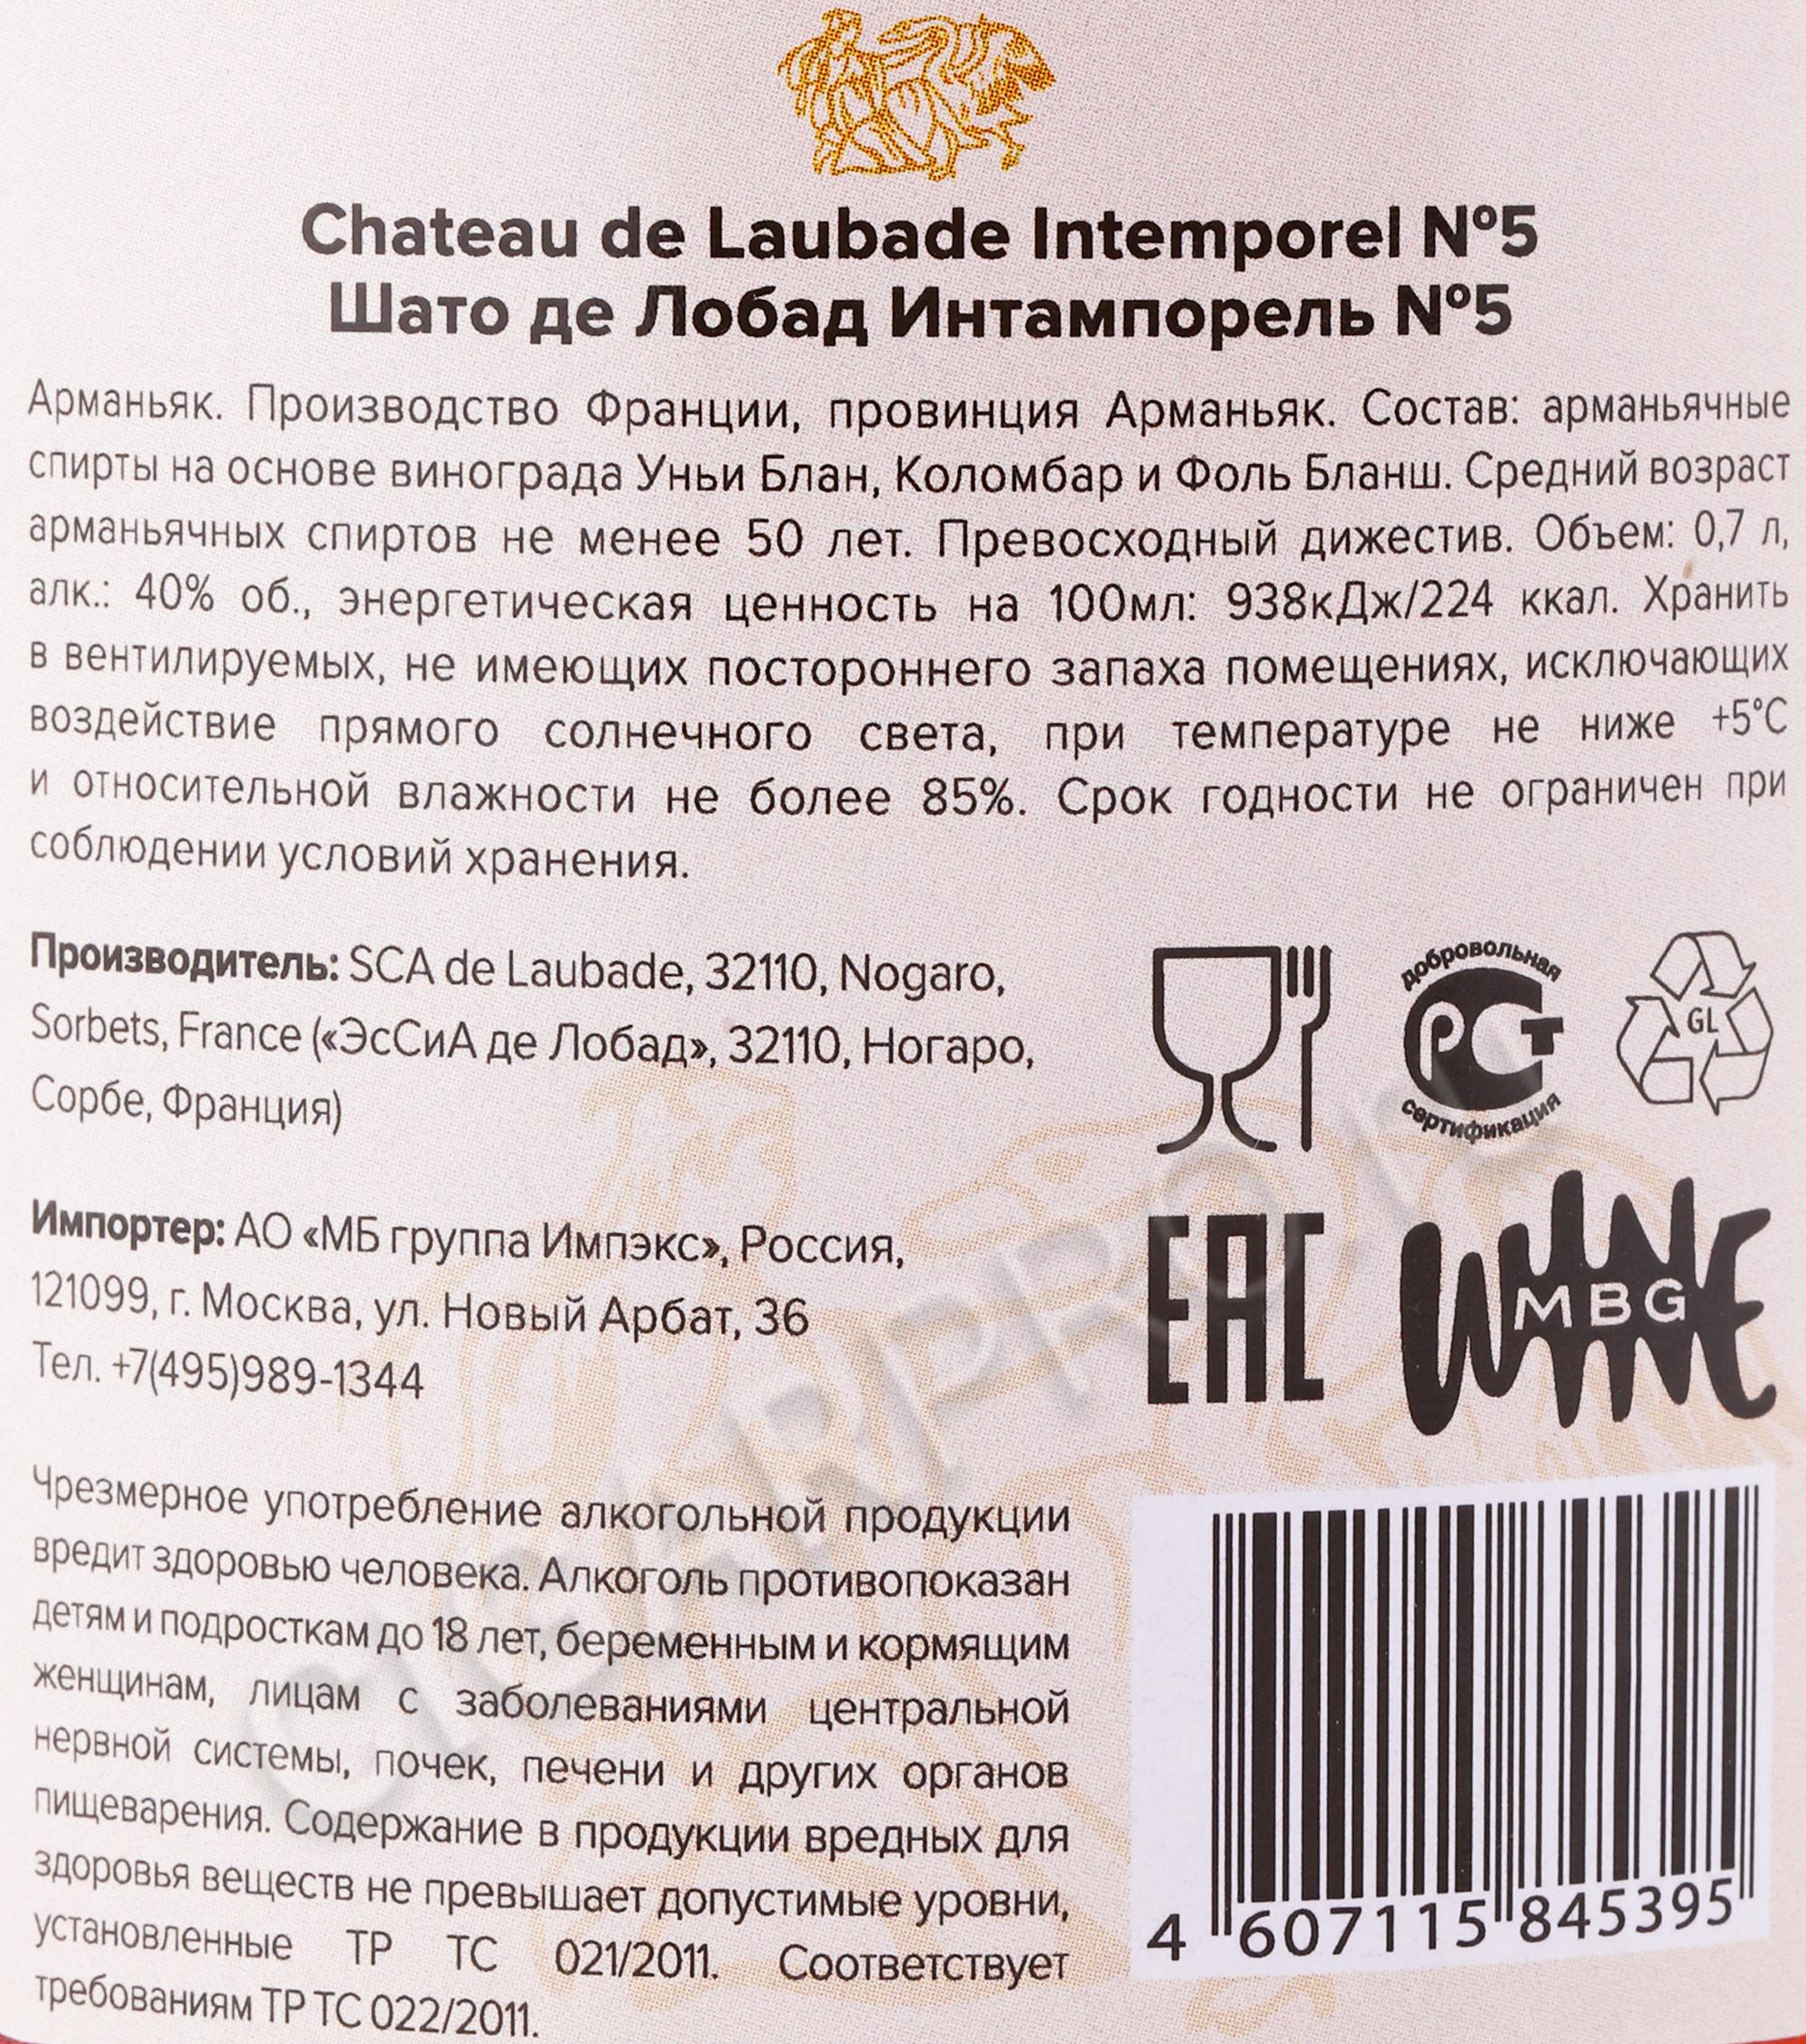 Chateau de Laubade Intemporel Nº5
Шато де Лобад Интампорель Nº5
Арманьяк. Производство Франции, провинция Арманьяк. Состав: арманьячные
спирты на основе винограда Уньи Блан, Коломбар и Фоль Бланш. Средний возраст
арманьячных спиртов не менее 50 лет. Превосходный дижестив. Объем: 0,7 л,
алк.: 40% об., энергетическая ценность на 100мл: 938кДж/224 ккал. Хранить
в вентилируемых, не имеющих постороннего запаха помещениях, исключающих
воздействие прямого солнечного света, при температуре не ниже +5°С
и относительной влажности не более 85%. Срок годности не ограничен при
соблюдении условий хранения.
Производитель: SCA de Laubade, 32110, Nogaro,
Sorbets, France («ЭсСиА де Лобад», 32110, Ногаро,
Сорбе, Франция)
добровольная
РСТ
сертификация
GL
Импортер: АО «МБ группа Импэкс», Россия,
121099, г. Москва, ул. Новый Арбат, 36
Тел. +7(495)989-1344
EAC
WINE
MBG
Чрезмерное употребление алкогольной продукции
вредит здоровью человека. Алкоголь противопоказан
детям и подросткам до 18 лет, беременным и кормящим
женщинам, лицам с заболеваниями центральной
нервной системы, почек, печени и других органов
пищеварения. Содержание в продукции вредных для
здоровья веществ не превышает допустимые уровни,
установленные ТР ТС 021/2011. Соответствует
требованиям ТР ТС 022/2011.
4 607115 845395